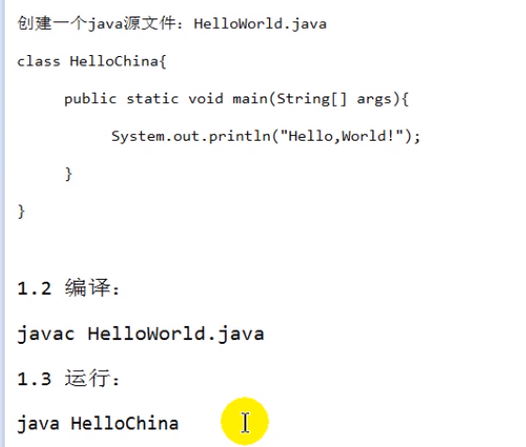 创建一个java源文件：HelloWorld.java
class HelloChina{
public static void main(String[] args){
System.out.println("Hello,World!");
}
}
1.2 编译：
javac HelloWorld.java
1.3 运行：
java HelloChina